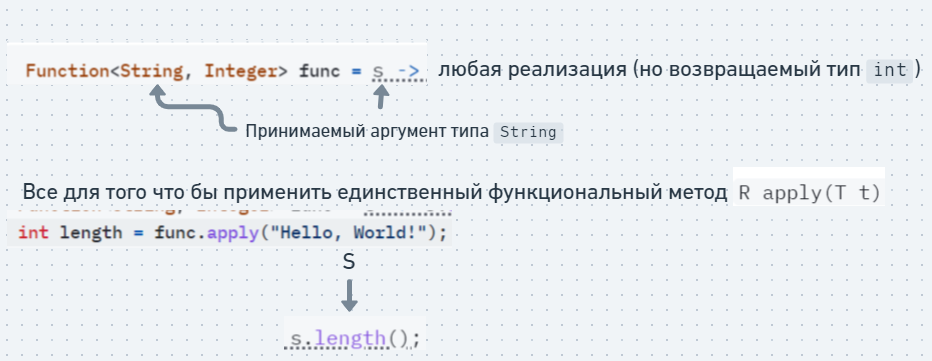 Function<String, Integer> func = s -> любая реализация (но возвращаемый тип int)
Принимаемый аргумент типа String
Все для того что бы применить единственный функциональный метод R apply(T t)
int length = func.apply("Hello, World!");
S
s.length();